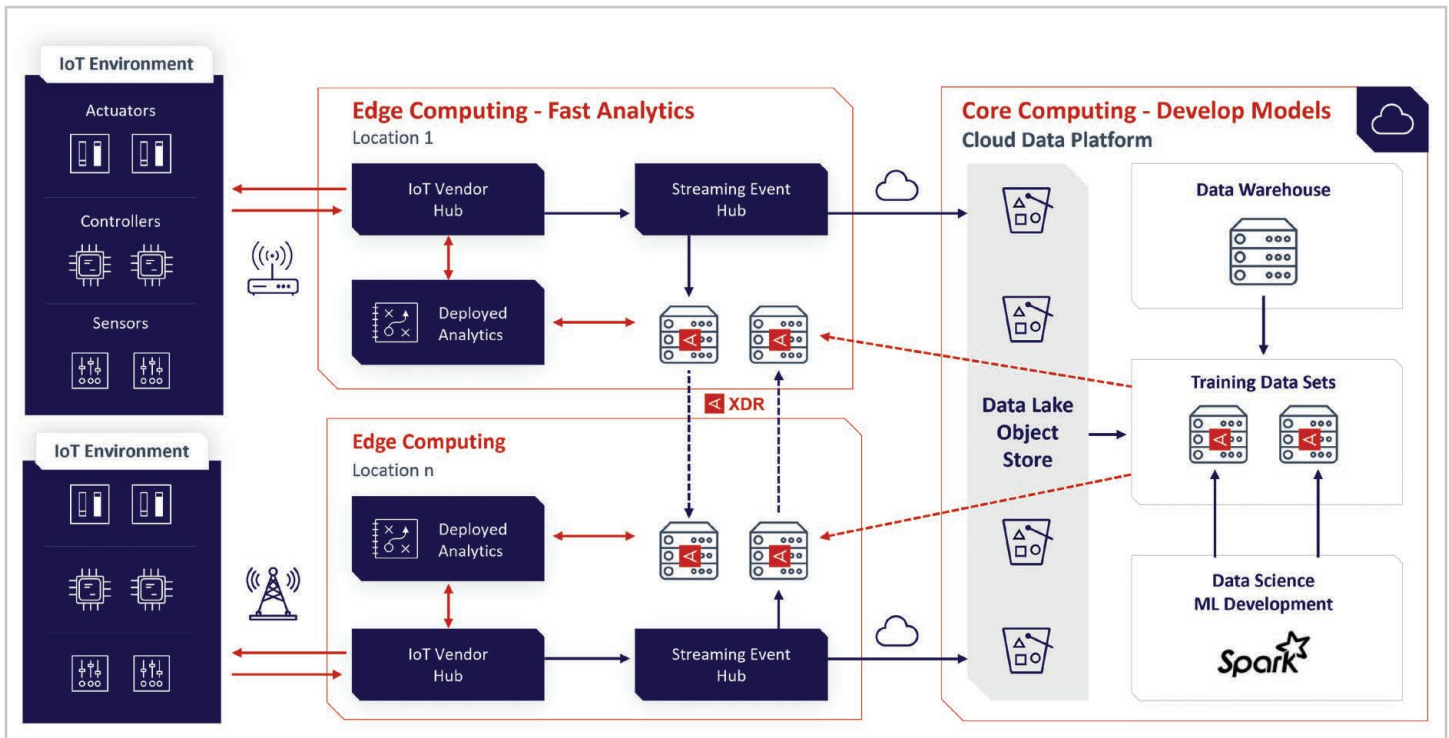 IoT Environment
Actuators
Controllers
Sensors
Edge Computing - Fast Analytics
Location 1
IoT Vendor
Hub
Streaming Event
Hub
Deployed
Analytics
XDR
Core Computing - Develop Models
Cloud Data Platform
Data Warehouse
Training Data Sets
Data Lake
Object
Store
Data Science
ML Development
Spark
IoT Environment
Edge Computing
Location n
Deployed
Analytics
IoT Vendor
Hub
Streaming Event
Hub